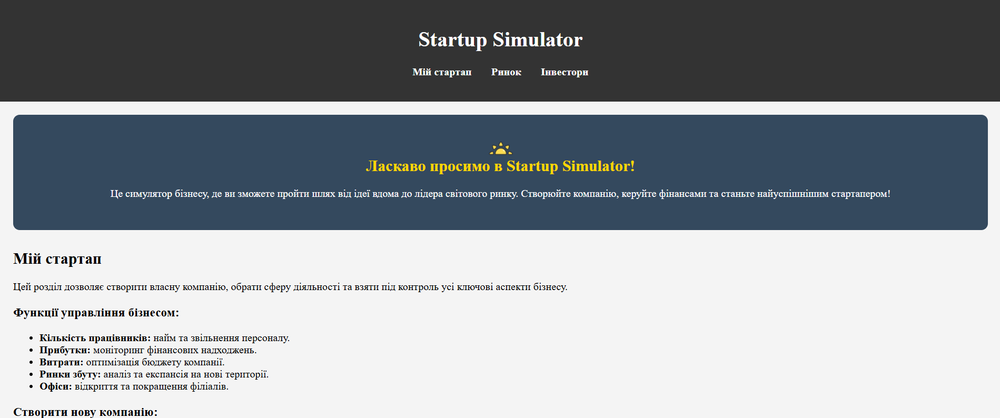 Startup Simulator
Мій стартап Ринок Інвестори
Ласкаво просимо в Startup Simulator!
Це симулятор бізнесу, де ви зможете пройти шлях від ідеї вдома до лідера світового ринку. Створюйте компанію, керуйте фінансами та станьте найуспішнішим стартапером!
Мій стартап
Цей розділ дозволяє створити власну компанію, обрати сферу діяльності та взяти під контроль усі ключові аспекти бізнесу.
Функції управління бізнесом:
• Кількість працівників: найм та звільнення персоналу.
• Прибутки: моніторинг фінансових надходжень.
• Витрати: оптимізація бюджету компанії.
• Ринки збуту: аналіз та експансія на нові території.
• Офіси: відкриття та покращення філіалів.
Створити нову компанію: